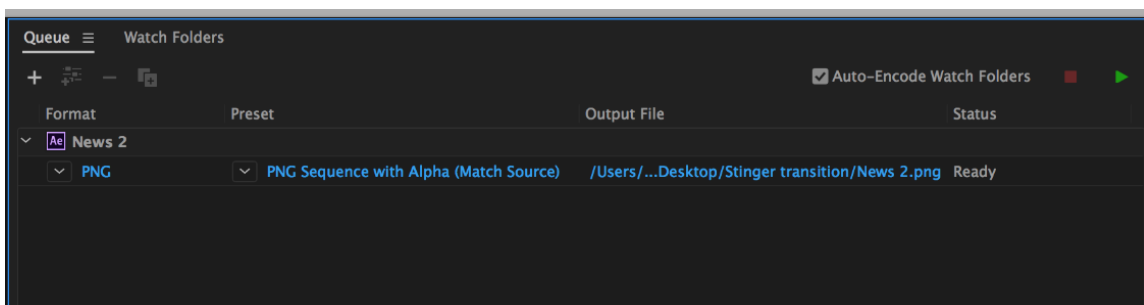 Queue Watch Folders
Auto-Encode Watch Folders
Format Preset Output File Status
Ae News 2
PNG PNG Sequence with Alpha (Match Source) /Users/...Desktop/Stinger transition/News 2.png Ready